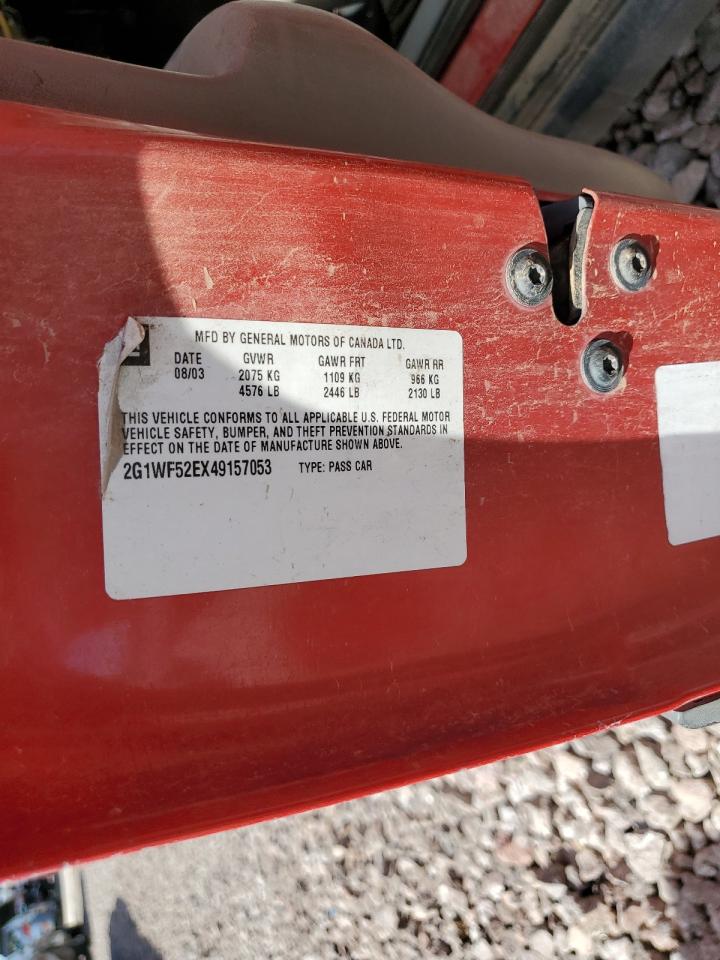 MFD BY GENERAL MOTORS OF CANADA LTD.
DATE GVWR GAWR FRT GAWR RR
08/03 2075 KG 1109 KG 966 KG
4576 LB 2446 LB 2130 LB
THIS VEHICLE CONFORMS TO ALL APPLICABLE U.S. FEDERAL MOTOR
VEHICLE SAFETY, BUMPER, AND THEFT PREVENTION STANDARDS IN
EFFECT ON THE DATE OF MANUFACTURE SHOWN ABOVE.
2G1WF52EX49157053 TYPE: PASS CAR